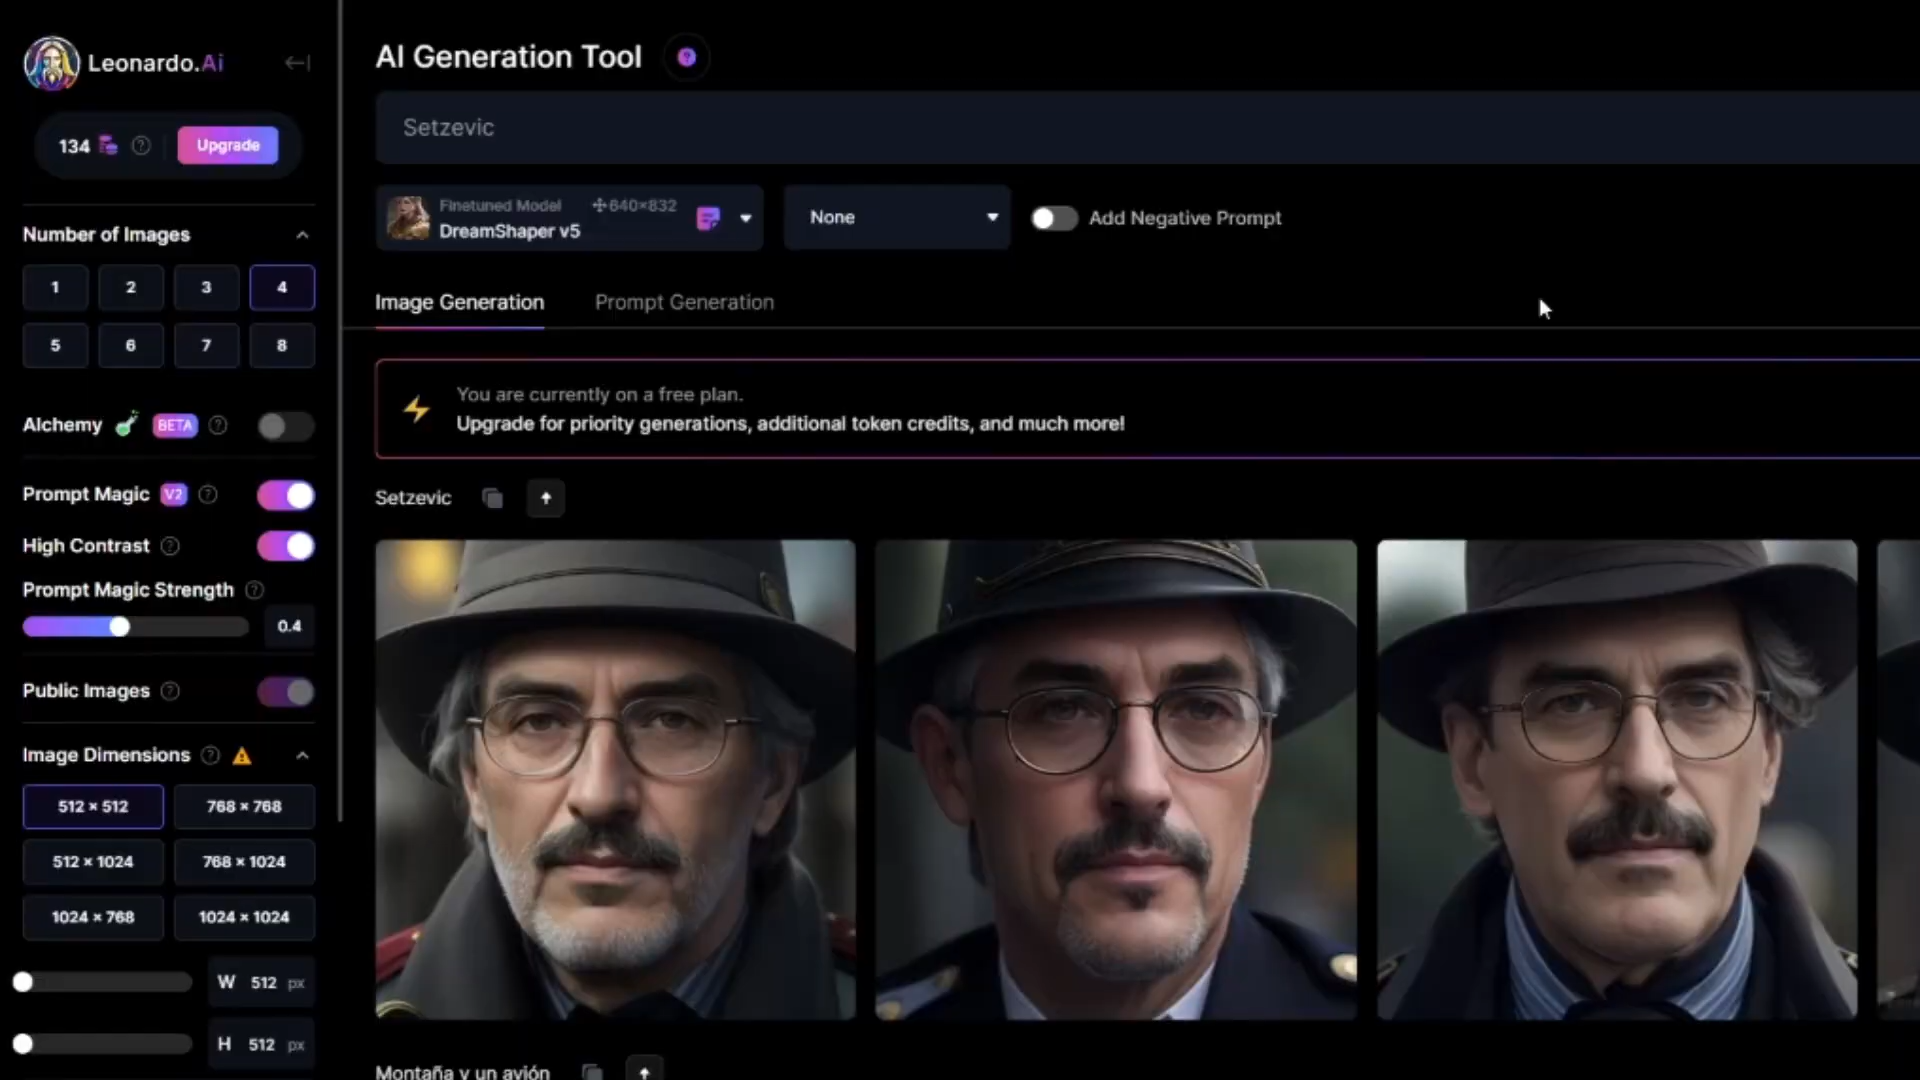 Leonardo.Ai
134
Upgrade
Number of Images
1 2 3 4
5 6 7 8
Alchemy BETA
Prompt Magic V2
High Contrast
Prompt Magic Strength
0.4
Public Images
Image Dimensions
512 × 512 768 × 768
512 × 1024 768 × 1024
1024 × 768 1024 × 1024
W 512 px
H 512 px
AI Generation Tool
Setzevic
Finetuned Model 640×832
DreamShaper v5
None
Add Negative Prompt
Image Generation Prompt Generation
You are currently on a free plan.
Upgrade for priority generations, additional token credits, and much more!
Setzevic
Montaña y un avión